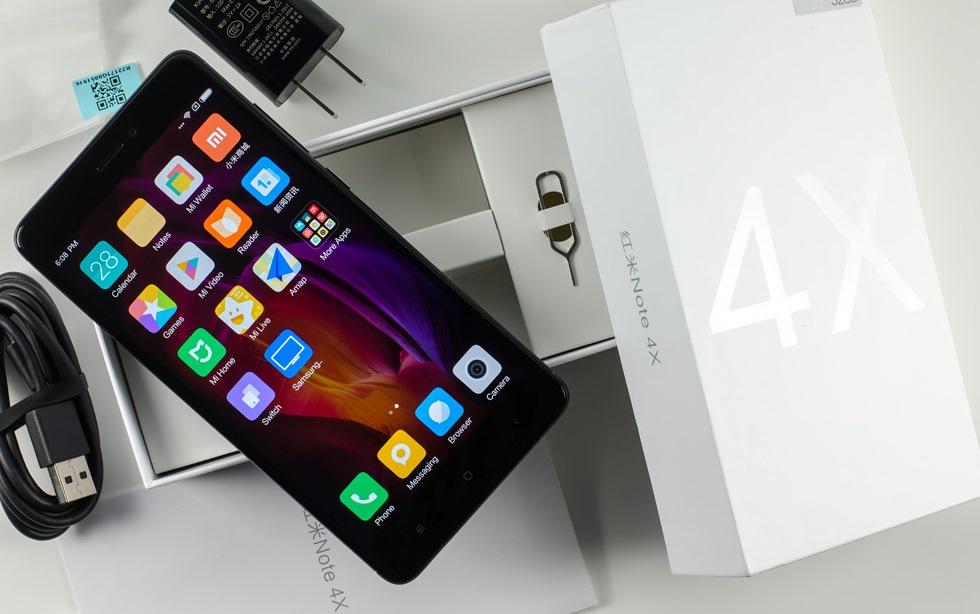 R22171G0051916
小米商城
Mi Wallet
新闻资讯
Notes
Reader
More Apps
6:08 PM
28
Calendar
Mi Video
Amap
Games
Mi Live
Mi Home
Samsung..
Switch
Camera
Browser
Messaging
Phone
红米Note 4X
4X
米Note 4X